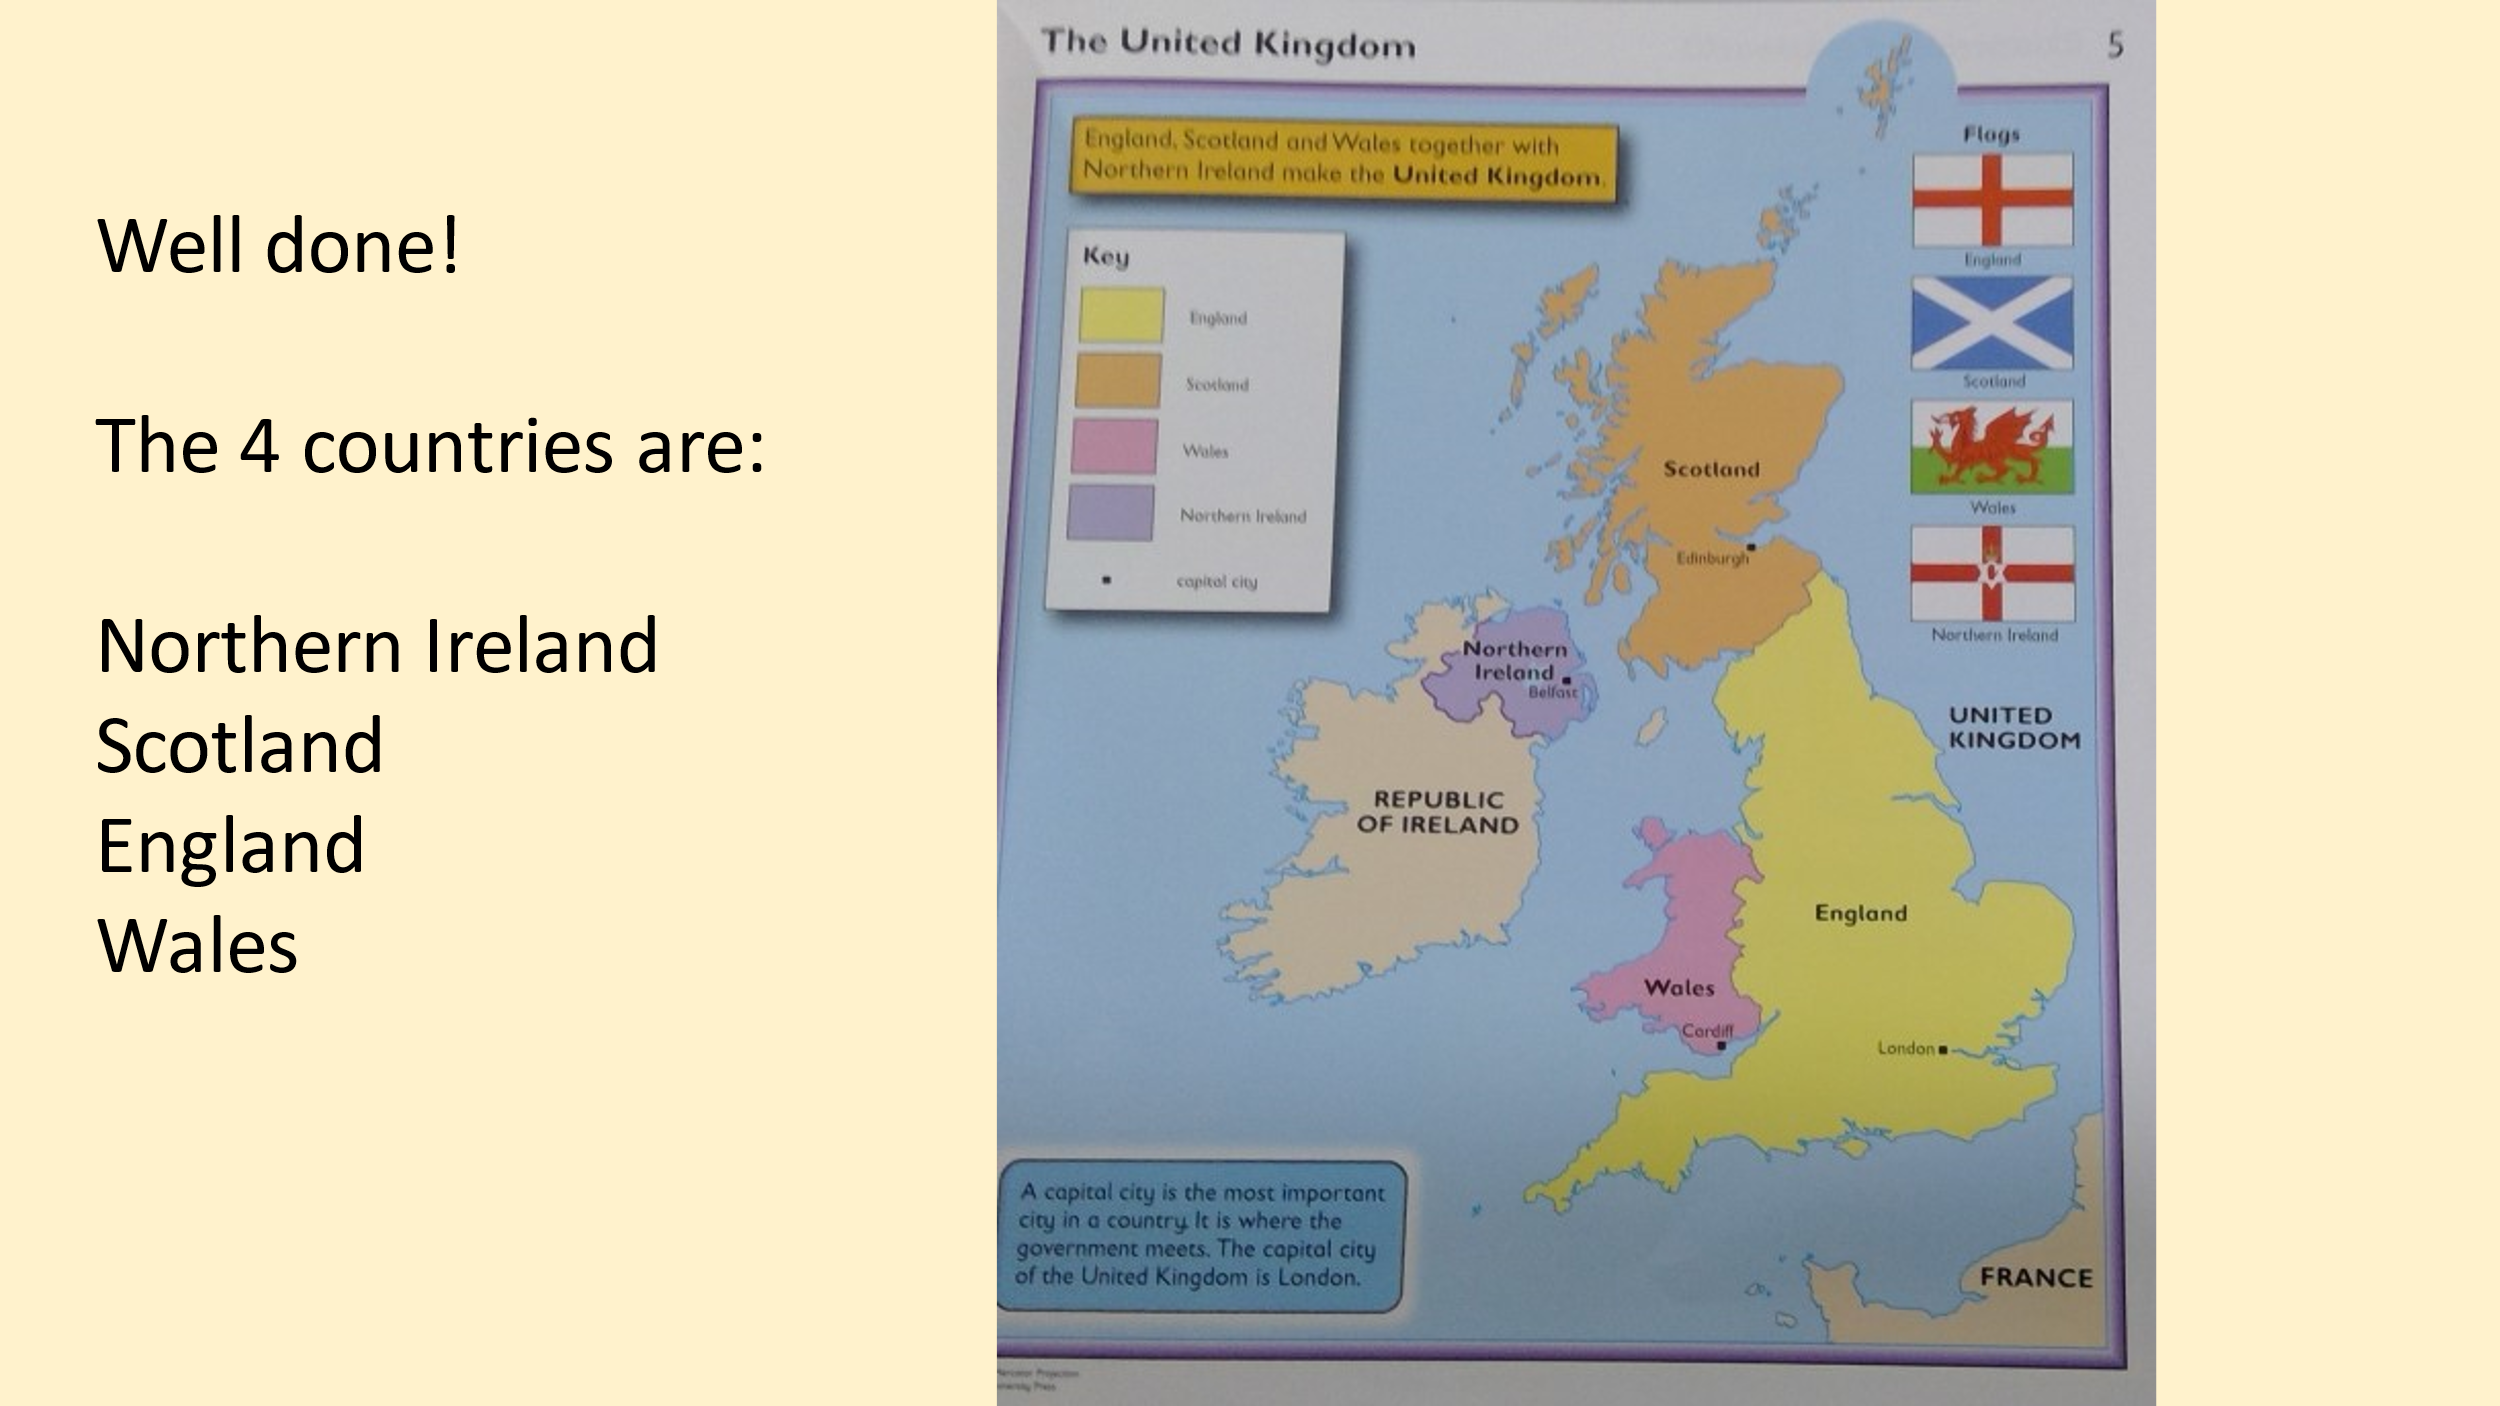 Well done!
The 4 countries are:
Northern Ireland
Scotland
England
Wales
The United Kingdom
5
England, Scotland and Wales together with
Northern Ireland make the United Kingdom.
Key
England
Scotland
Wales
Northern Ireland
capital city
Flags
England
Scotland
Wales
Northern Ireland
Scotland
Edinburgh
Northern
Ireland
Belfast
UNITED
KINGDOM
REPUBLIC
OF IRELAND
England
Wales
Cardiff
London
A capital city is the most important
city in a country. It is where the
government meets. The capital city
of the United Kingdom is London.
FRANCE
Mercator Projection
University Press